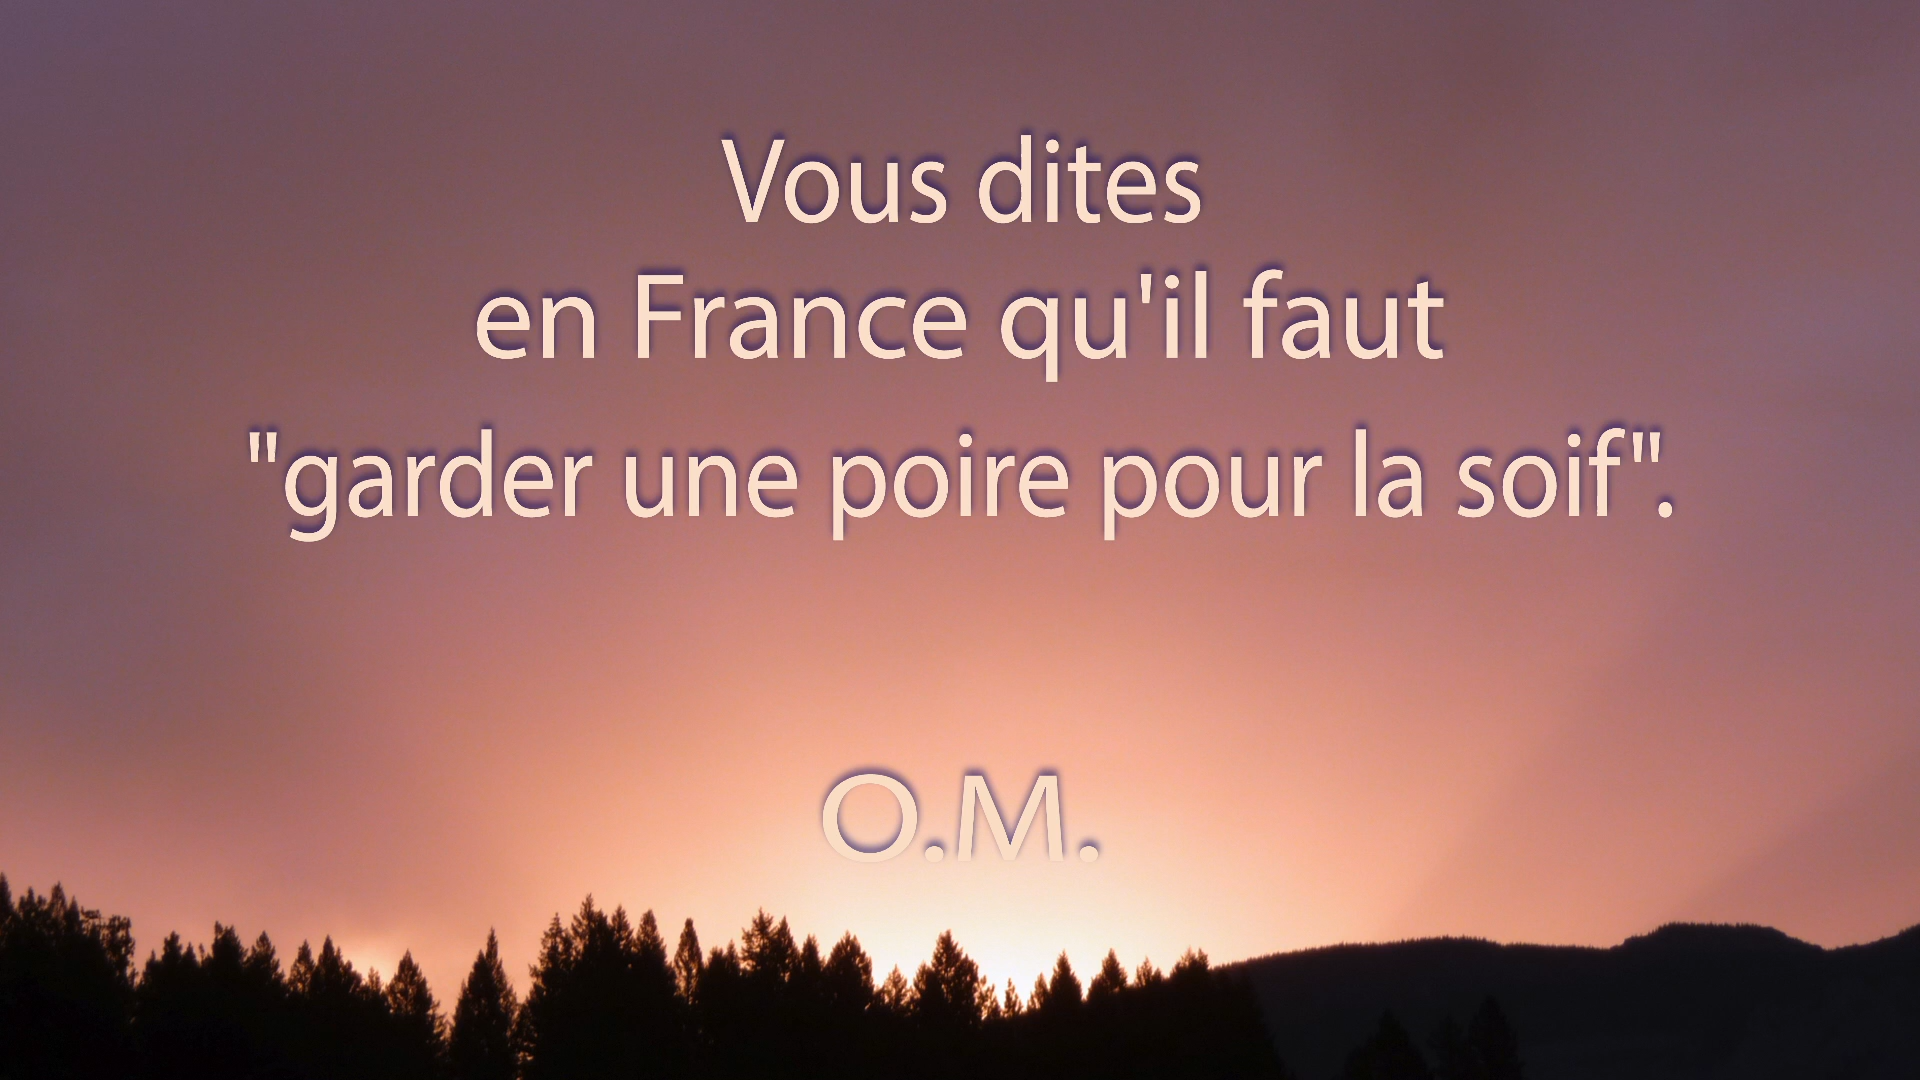 Vous dites
en France qu'il faut
"garder une poire pour la soif".
O.M.